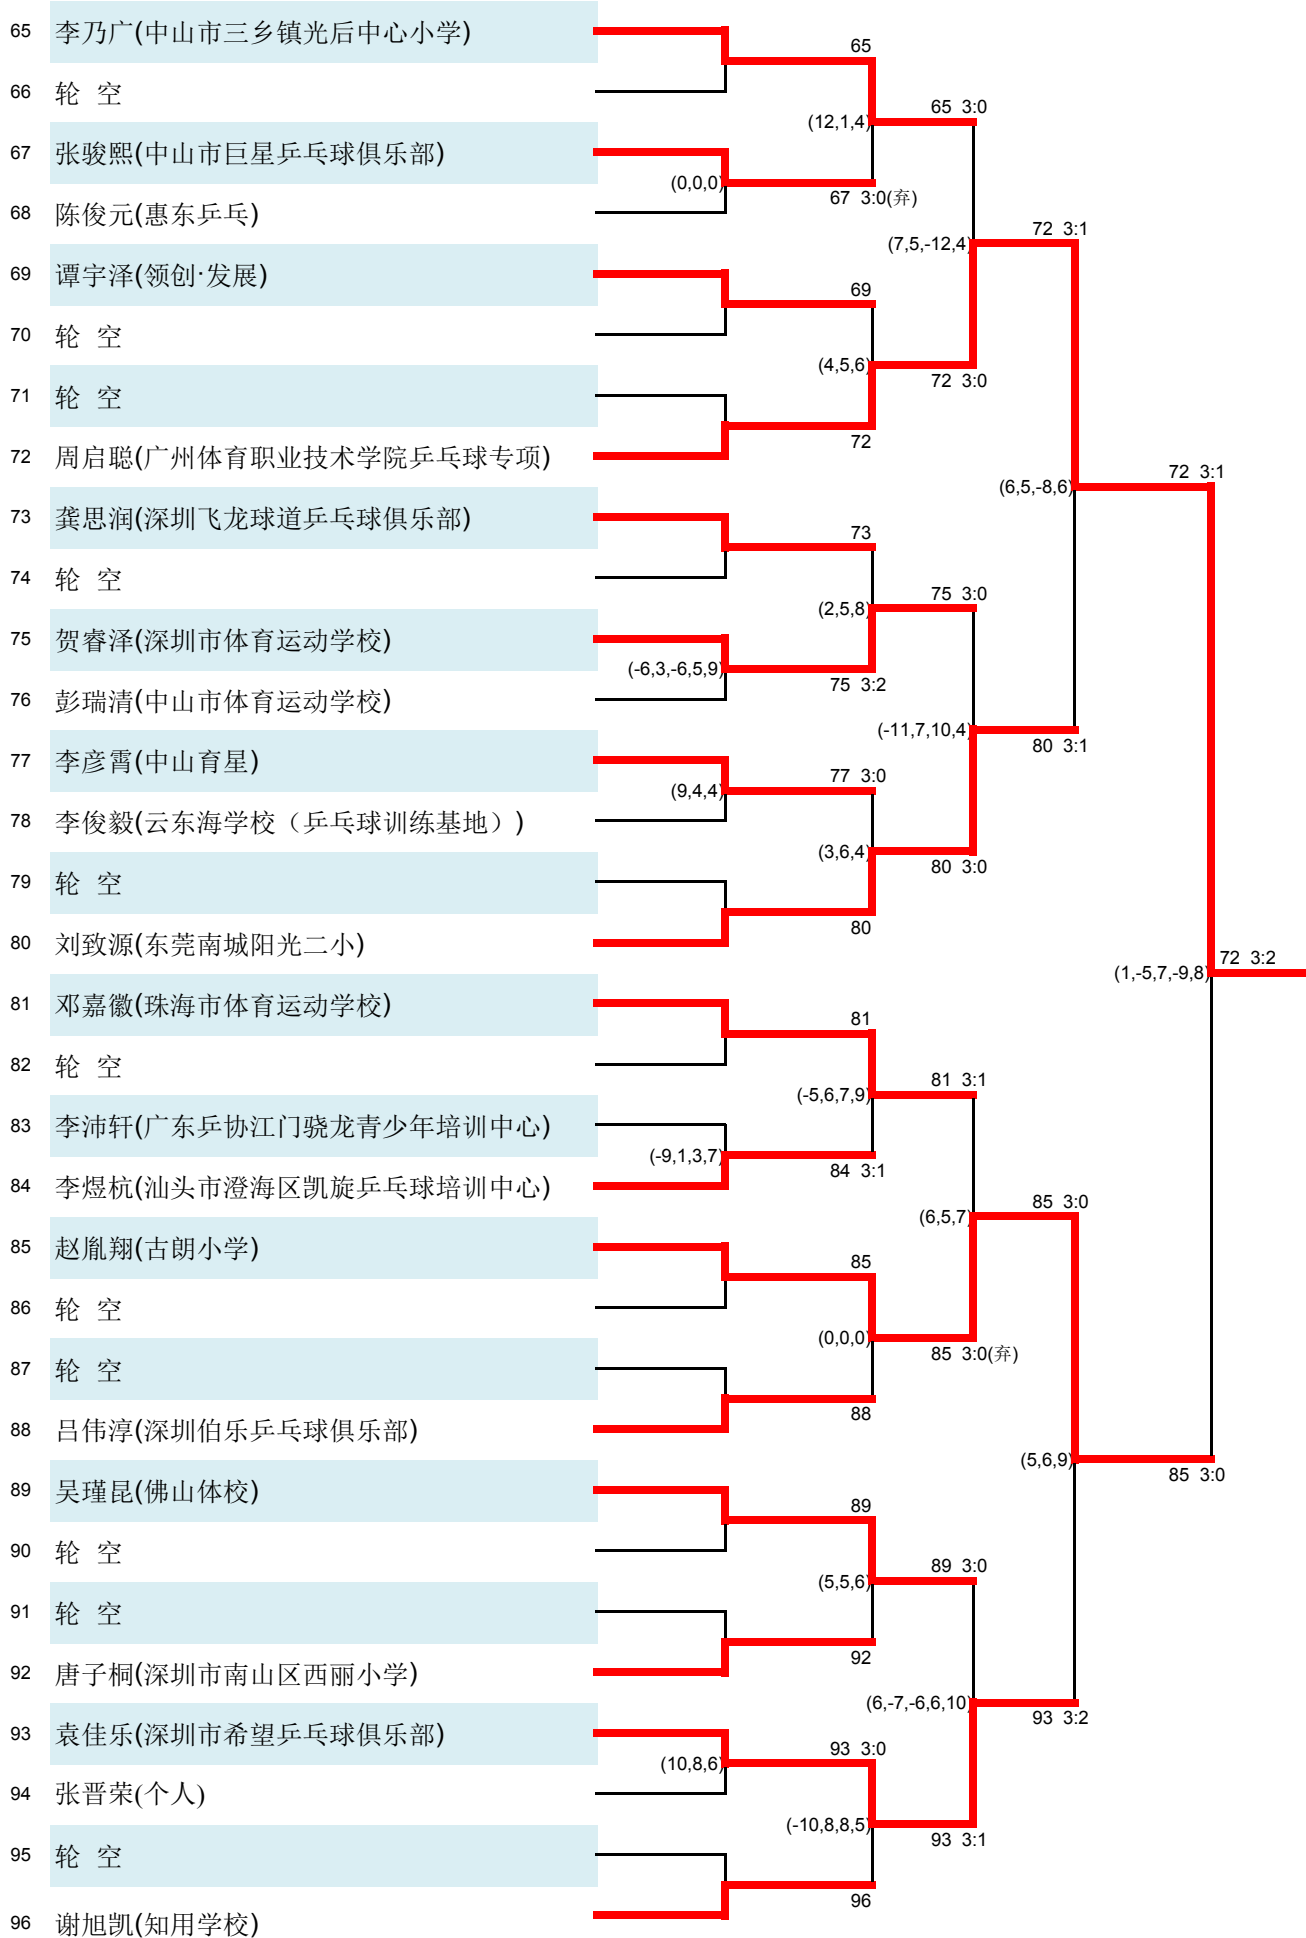 65 李乃广(中山市三乡镇光后中心小学)
65
66 轮 空
65 3:0
(12,1,4)
67 张骏熙(中山市巨星乒乓球俱乐部)
(0,0,0)
67 3:0(弃)
68 陈俊元(惠东乒乓)
72 3:1
(7,5,-12,4)
69 谭宇泽(领创·发展)
69
70 轮 空
(4,5,6)
72 3:0
71 轮 空
72
72 周启聪(广州体育职业技术学院乒乓球专项)
72 3:1
(6,5,-8,6)
73 龚思润(深圳飞龙球道乒乓球俱乐部)
73
74 轮 空
75 3:0
(2,5,8)
75 贺睿泽(深圳市体育运动学校)
(-6,3,-6,5,9)
75 3:2
76 彭瑞清(中山市体育运动学校)
(-11,7,10,4)
80 3:1
77 李彦霄(中山育星)
77 3:0
(9,4,4)
78 李俊毅(云东海学校（乒乓球训练基地）)
(3,6,4)
80 3:0
79 轮 空
80
80 刘致源(东莞南城阳光二小)
72 3:2
(1,-5,7,-9,8)
81 邓嘉徽(珠海市体育运动学校)
81
82 轮 空
81 3:1
(-5,6,7,9)
83 李沛轩(广东乒协江门骁龙青少年培训中心)
(-9,1,3,7)
84 3:1
84 李煜杭(汕头市澄海区凯旋乒乓球培训中心)
85 3:0
(6,5,7)
85 赵胤翔(古朗小学)
85
86 轮 空
(0,0,0)
85 3:0(弃)
87 轮 空
88
88 吕伟淳(深圳伯乐乒乓球俱乐部)
(5,6,9)
85 3:0
89 吴瑾昆(佛山体校)
89
90 轮 空
89 3:0
(5,5,6)
91 轮 空
92
92 唐子桐(深圳市南山区西丽小学)
(6,-7,-6,6,10)
93 3:2
93 袁佳乐(深圳市希望乒乓球俱乐部)
93 3:0
(10,8,6)
94 张晋荣(个人)
(-10,8,8,5)
93 3:1
95 轮 空
96
96 谢旭凯(知用学校)